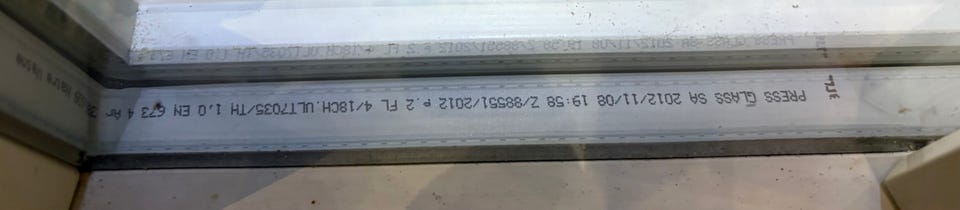 PRESS GLASS SA 2012/11/08 19:58 Z/88551/2012 p.2 FL 4/18CH.ULT7035/TH 1.0 EN 673 4 Ar